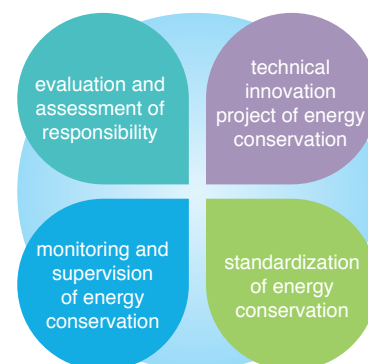 evaluation and
assessment of
responsibility
technical
innovation
project of energy
conservation
monitoring and
supervision
of energy
conservation
standardization
of energy
conservation